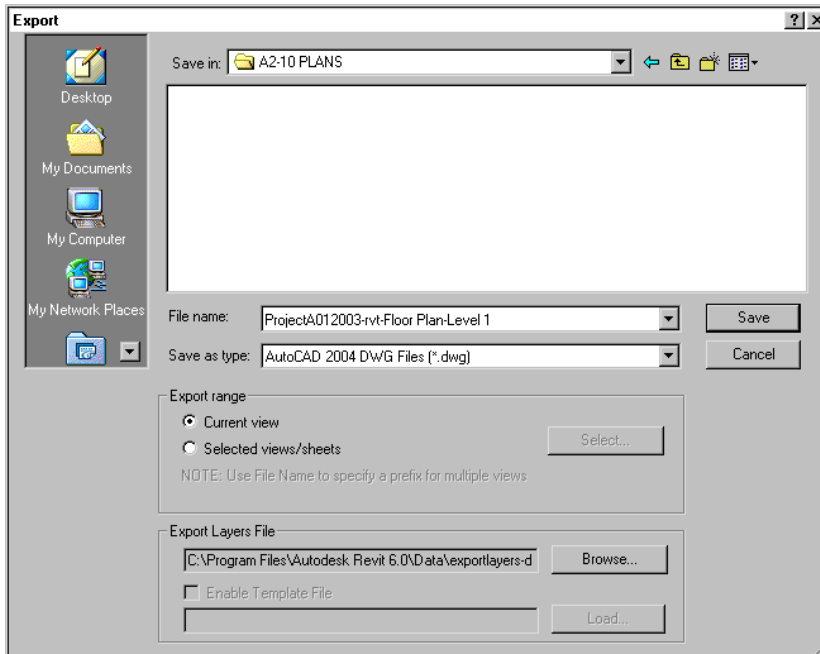 Export
Desktop
My Documents
My Computer
My Network Places
Save in: A2-10 PLANS
File name: ProjectA012003-rvt-Floor Plan-Level 1
Save
Save as type: AutoCAD 2004 DWG Files (*.dwg)
Cancel
Export range
Current view
Selected views/sheets
Select...
NOTE: Use File Name to specify a prefix for multiple views
Export Layers File
C:\Program Files\Autodesk Revit 6.0\Data\exportlayers-d
Browse...
Enable Template File
Load...